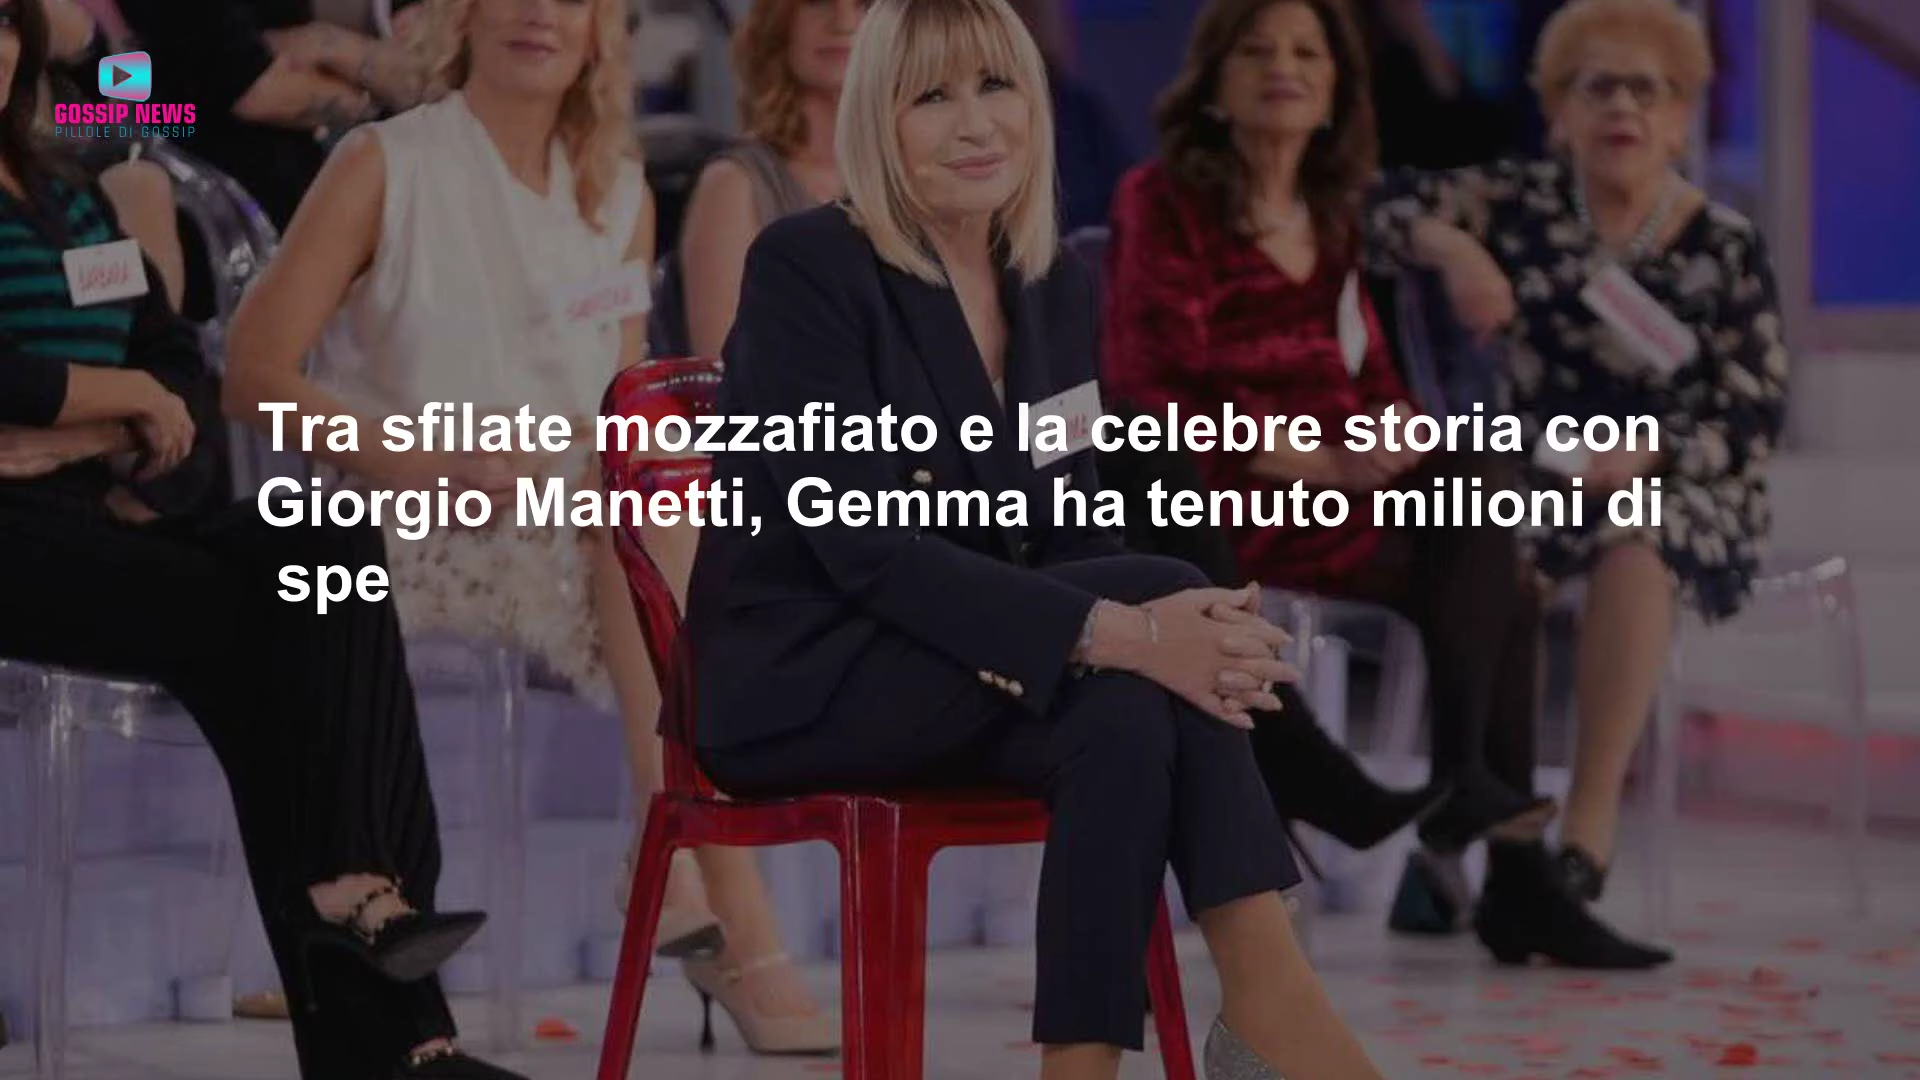 GOSSIP NEWS
PILLOLE DI GOSSIP
BARBARA
Tra sfilate mozzafiato e la celebre storia con
Giorgio Manetti, Gemma ha tenuto milioni di
spe